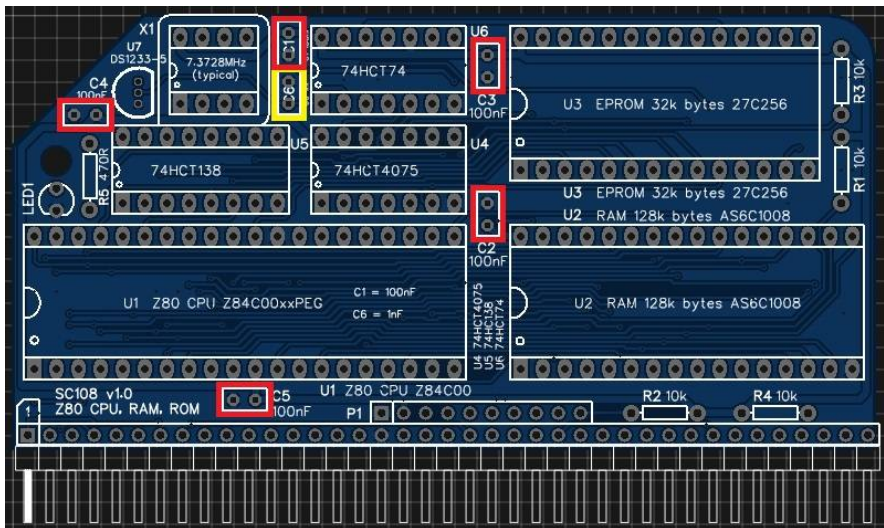 X1
U7
DS1233-5
7.3728MHz
(typical)
C1
C6
74HCT74
U6
C3
100nF
U3 EPROM 32k bytes 27C256
R3 10k
C4
100nF
R1 10k
LED1
R5 470R
74HCT138
U5
74HCT4075
U4
U3 EPROM 32k bytes 27C256
U2 RAM 128k bytes AS6C1008
C2
100nF
U1 Z80 CPU Z84C00xxPEG
C1 = 100nF
C6 = 1nF
U4 74HCT4075
U5 74HC138
U6 74HCT74
U2 RAM 128k bytes AS6C1008
SC108 v1.0
Z80 CPU, RAM, ROM
C5
100nF
U1 Z80 CPU Z84C00
P1
R2 10k
R4 10k
1